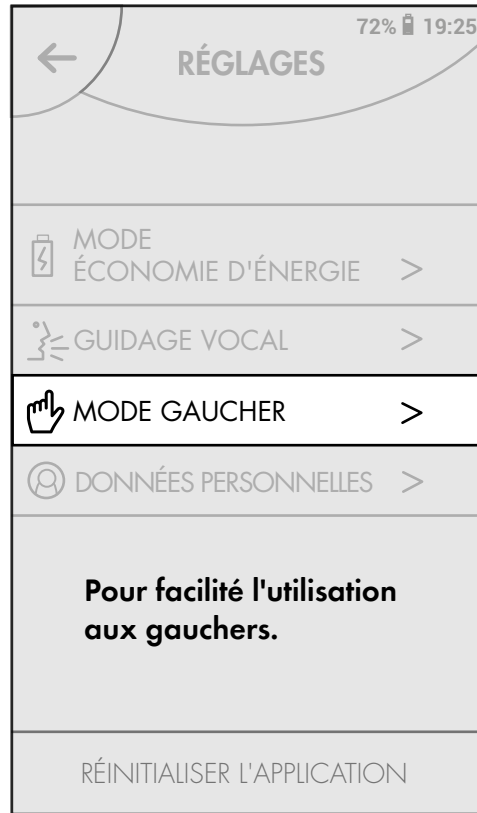 72% 19:25
RÉGLAGES
MODE
ÉCONOMIE D'ÉNERGIE >
GUIDAGE VOCAL >
MODE GAUCHER >
DONNÉES PERSONNELLES >
Pour facilité l'utilisation
aux gauchers.
RÉINITIALISER L'APPLICATION